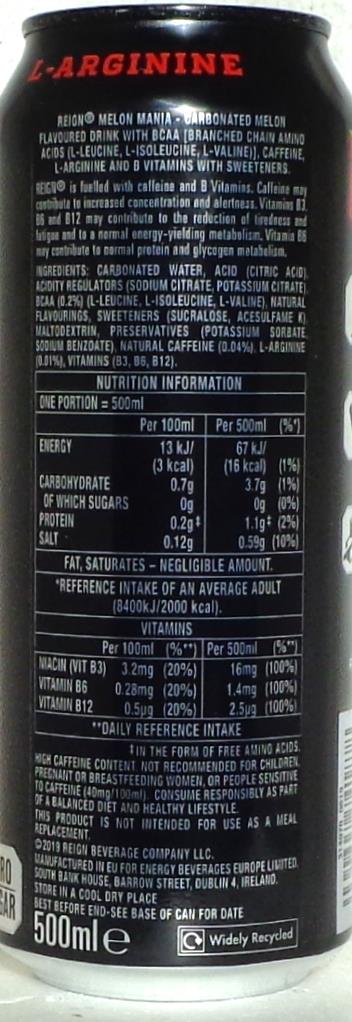 L-ARGININE
REIGN® MELON MANIA - CARBONATED MELON
FLAVOURED DRINK WITH BCAA [BRANCHED CHAIN AMINO
ACIDS (L-LEUCINE, L-ISOLEUCINE, L-VALINE)], CAFFEINE,
L-ARGININE AND B VITAMINS WITH SWEETENERS.
REIGN® is fuelled with caffeine and B Vitamins. Caffeine may
contribute to increased concentration and alertness. Vitamins B3,
B6 and B12 may contribute to the reduction of tiredness and
fatigue and to a normal energy-yielding metabolism. Vitamin B6
may contribute to normal protein and glycogen metabolism.
INGREDIENTS: CARBONATED WATER, ACID (CITRIC ACID),
ACIDITY REGULATORS (SODIUM CITRATE, POTASSIUM CITRATE),
BCAA (0.2%) (L-LEUCINE, L-ISOLEUCINE, L-VALINE), NATURAL
FLAVOURINGS, SWEETENERS (SUCRALOSE, ACESULFAME K),
MALTODEXTRIN, PRESERVATIVES (POTASSIUM SORBATE,
SODIUM BENZOATE), NATURAL CAFFEINE (0.04%), L-ARGININE
(0.01%), VITAMINS (B3, B6, B12).
NUTRITION INFORMATION
ONE PORTION = 500ml
Per 100ml Per 500ml (%*)
ENERGY 13 kJ/ 67 kJ/
(3 kcal) (16 kcal) (1%)
CARBOHYDRATE 0.7g 3.7g (1%)
OF WHICH SUGARS 0g 0g (0%)
PROTEIN 0.2g‡ 1.1g‡ (2%)
SALT 0.12g 0.59g (10%)
FAT, SATURATES – NEGLIGIBLE AMOUNT.
*REFERENCE INTAKE OF AN AVERAGE ADULT
(8400kJ/2000 kcal).
VITAMINS
Per 100ml (%**) Per 500ml (%**)
NIACIN (VIT B3) 3.2mg (20%) 16mg (100%)
VITAMIN B6 0.28mg (20%) 1.4mg (100%)
VITAMIN B12 0.5µg (20%) 2.5µg (100%)
**DAILY REFERENCE INTAKE
‡IN THE FORM OF FREE AMINO ACIDS.
HIGH CAFFEINE CONTENT. NOT RECOMMENDED FOR CHILDREN,
PREGNANT OR BREASTFEEDING WOMEN, OR PEOPLE SENSITIVE
TO CAFFEINE (40mg/100ml). CONSUME RESPONSIBLY AS PART
OF A BALANCED DIET AND HEALTHY LIFESTYLE.
THIS PRODUCT IS NOT INTENDED FOR USE AS A MEAL
REPLACEMENT.
©2019 REIGN BEVERAGE COMPANY LLC.
MANUFACTURED IN EU FOR ENERGY BEVERAGES EUROPE LIMITED,
SOUTH BANK HOUSE, BARROW STREET, DUBLIN 4, IRELAND.
STORE IN A COOL DRY PLACE
BEST BEFORE END-SEE BASE OF CAN FOR DATE
500ml e
Widely Recycled